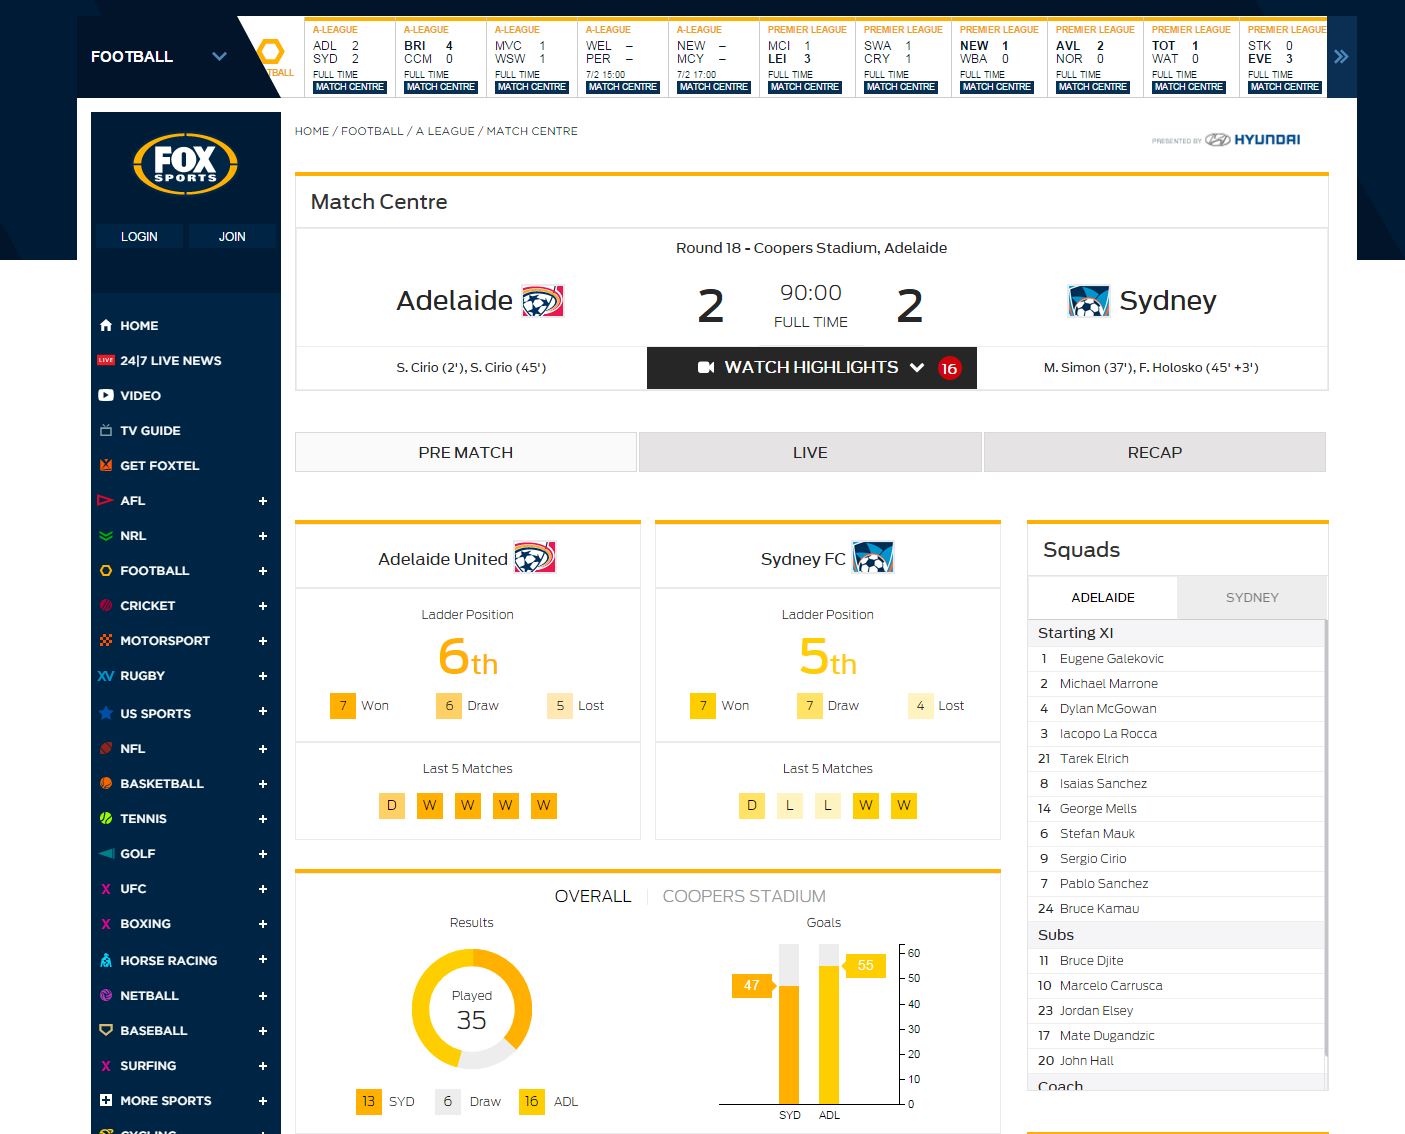 FOOTBALL
TBALL
A-LEAGUE
ADL 2
SYD 2
FULL TIME
MATCH CENTRE
A-LEAGUE
BRI 4
CCM 0
FULL TIME
MATCH CENTRE
A-LEAGUE
MVC 1
WSW 1
FULL TIME
MATCH CENTRE
A-LEAGUE
WEL –
PER –
7/2 15:00
MATCH CENTRE
A-LEAGUE
NEW –
MCY –
7/2 17:00
MATCH CENTRE
PREMIER LEAGUE
MCI 1
LEI 3
FULL TIME
MATCH CENTRE
PREMIER LEAGUE
SWA 1
CRY 1
FULL TIME
MATCH CENTRE
PREMIER LEAGUE
NEW 1
WBA 0
FULL TIME
MATCH CENTRE
PREMIER LEAGUE
AVL 2
NOR 0
FULL TIME
MATCH CENTRE
PREMIER LEAGUE
TOT 1
WAT 0
FULL TIME
MATCH CENTRE
PREMIER LEAGUE
STK 0
EVE 3
FULL TIME
MATCH CENTRE
FOX
SPORTS
LOGIN JOIN
HOME
LIVE 24|7 LIVE NEWS
VIDEO
TV GUIDE
GET FOXTEL
AFL +
NRL +
FOOTBALL +
CRICKET +
MOTORSPORT +
XV RUGBY +
US SPORTS +
NFL +
BASKETBALL +
TENNIS +
GOLF +
X UFC +
X BOXING +
HORSE RACING +
NETBALL +
BASEBALL +
X SURFING +
MORE SPORTS +
CYCLING +
HOME / FOOTBALL / A LEAGUE / MATCH CENTRE
PRESENTED BY HYUNDAI
Match Centre
Round 18 - Coopers Stadium, Adelaide
Adelaide 2 90:00 2 Sydney
FULL TIME
S. Cirio (2'), S. Cirio (45') WATCH HIGHLIGHTS 16 M. Simon (37'), F. Holosko (45' +3')
PRE MATCH LIVE RECAP
Adelaide United
Ladder Position
6th
7 Won 6 Draw 5 Lost
Last 5 Matches
D W W W W
Sydney FC
Ladder Position
5th
7 Won 7 Draw 4 Lost
Last 5 Matches
D L L W W
OVERALL COOPERS STADIUM
Results
Played
35
13 SYD 6 Draw 16 ADL
Goals
47
55
60
50
40
30
20
10
0
SYD ADL
Squads
ADELAIDE SYDNEY
Starting XI
1 Eugene Galekovic
2 Michael Marrone
4 Dylan McGowan
3 Iacopo La Rocca
21 Tarek Elrich
8 Isaias Sanchez
14 George Mells
6 Stefan Mauk
9 Sergio Cirio
7 Pablo Sanchez
24 Bruce Kamau
Subs
11 Bruce Djite
10 Marcelo Carrusca
23 Jordan Elsey
17 Mate Dugandzic
20 John Hall
Coach